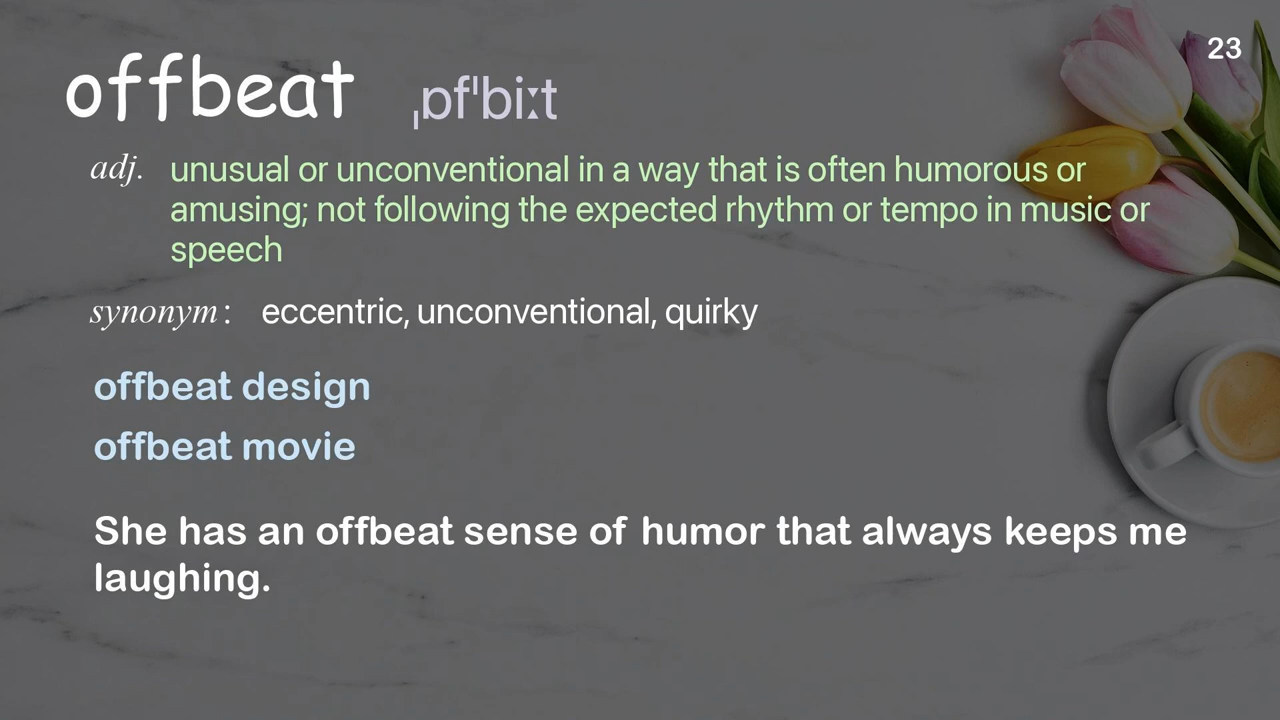 23
offbeat ˌɒfˈbiːt
adj. unusual or unconventional in a way that is often humorous or
amusing; not following the expected rhythm or tempo in music or
speech
synonym: eccentric, unconventional, quirky
offbeat design
offbeat movie
She has an offbeat sense of humor that always keeps me
laughing.